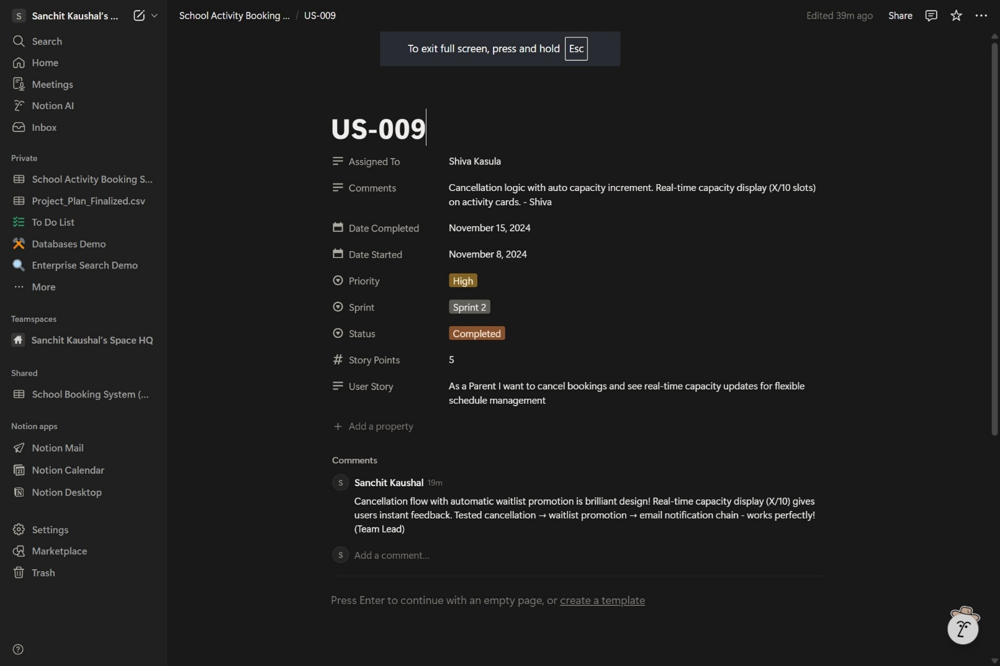 S Sanchit Kaushal's ...
Search
Home
Meetings
Notion AI
Inbox
Private
School Activity Booking S...
Project_Plan_Finalized.csv
To Do List
Databases Demo
Enterprise Search Demo
... More
Teamspaces
Sanchit Kaushal's Space HQ
Shared
School Booking System (...
Notion apps
Notion Mail
Notion Calendar
Notion Desktop
Settings
Marketplace
Trash
School Activity Booking ... / US-009
Edited 39m ago Share
To exit full screen, press and hold Esc
US-009
Assigned To Shiva Kasula
Comments Cancellation logic with auto capacity increment. Real-time capacity display (X/10 slots)
on activity cards. - Shiva
Date Completed November 15, 2024
Date Started November 8, 2024
Priority High
Sprint Sprint 2
Status Completed
# Story Points 5
User Story As a Parent I want to cancel bookings and see real-time capacity updates for flexible
schedule management
+ Add a property
Comments
S Sanchit Kaushal 19m
Cancellation flow with automatic waitlist promotion is brilliant design! Real-time capacity display (X/10) gives
users instant feedback. Tested cancellation → waitlist promotion → email notification chain - works perfectly!
(Team Lead)
S Add a comment...
Press Enter to continue with an empty page, or create a template